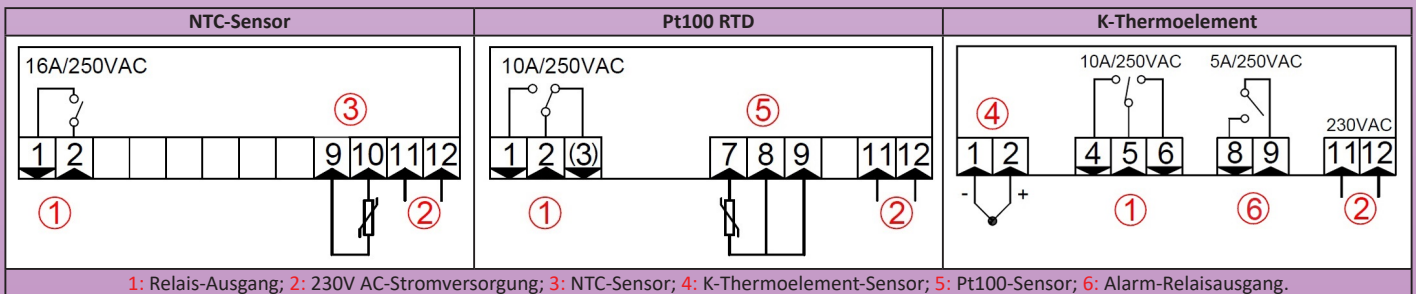 NTC-Sensor
16A/250VAC
3
1 2 9 10 11 12
1 2
Pt100 RTD
10A/250VAC
5
1 2 (3) 7 8 9 11 12
1 2
K-Thermoelement
10A/250VAC 5A/250VAC
4
230VAC
1 2 4 5 6 8 9 11 12
- +
1 6 2
1: Relais-Ausgang; 2: 230V AC-Stromversorgung; 3: NTC-Sensor; 4: K-Thermoelement-Sensor; 5: Pt100-Sensor; 6: Alarm-Relaisausgang.